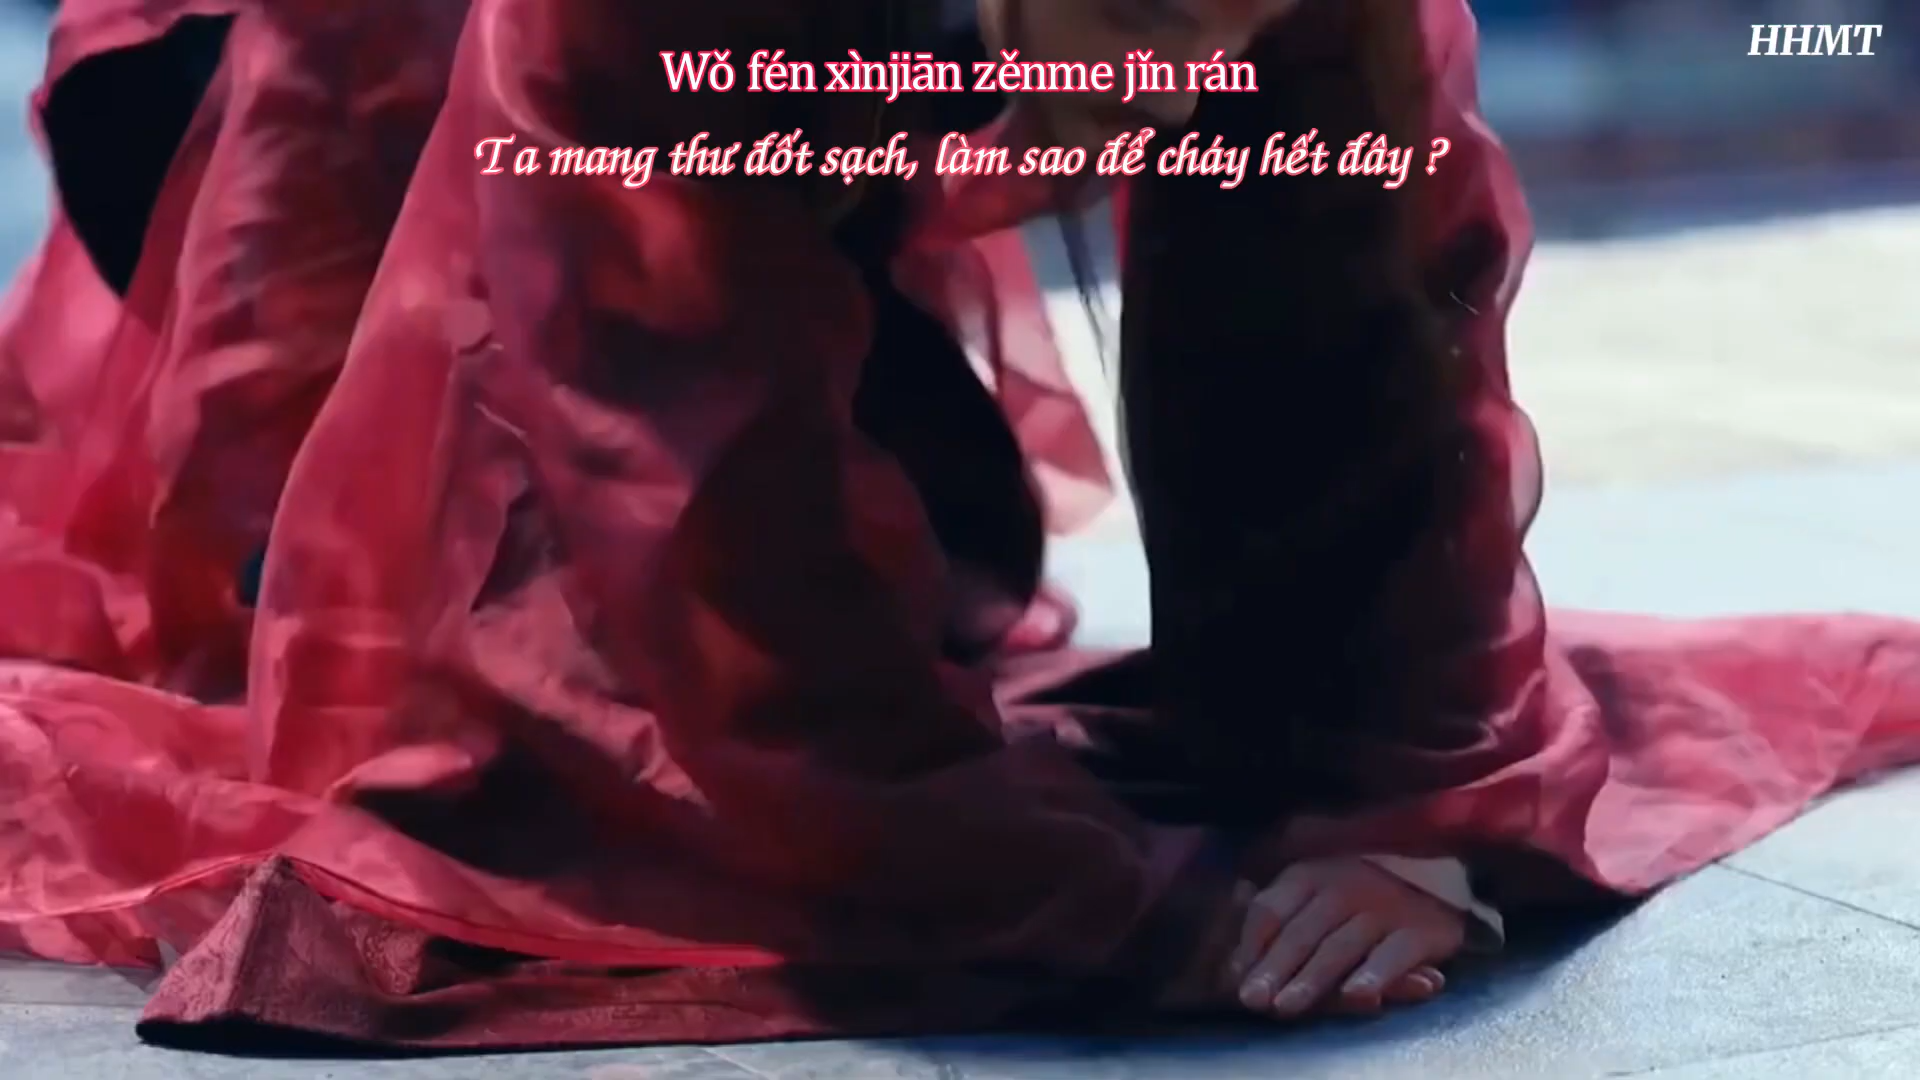 HHMT
Wǒ fén xìnjiān zěnme jǐn rán
Ta mang thư đốt sạch, làm sao để cháy hết đây ?